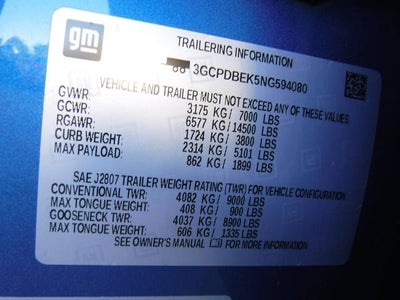 gm
TRAILERING INFORMATION
3GCPDBEK5NG594080
VEHICLE AND TRAILER MUST NOT EXCEED ANY OF THESE VALUES.
GVWR: 3175 KG / 7000 LBS
GCWR: 6577 KG / 14500 LBS
RGAWR: 1724 KG / 3800 LBS
CURB WEIGHT: 2314 KG / 5101 LBS
MAX PAYLOAD: 862 KG / 1899 LBS
SAE J2807 TRAILER WEIGHT RATING (TWR) FOR VEHICLE CONFIGURATION.
CONVENTIONAL TWR: 4082 KG / 9000 LBS
MAX TONGUE WEIGHT: 408 KG / 900 LBS
GOOSENECK TWR: 4037 KG / 8900 LBS
MAX TONGUE WEIGHT: 606 KG / 1335 LBS
SEE OWNER'S MANUAL FOR MORE INFORMATION